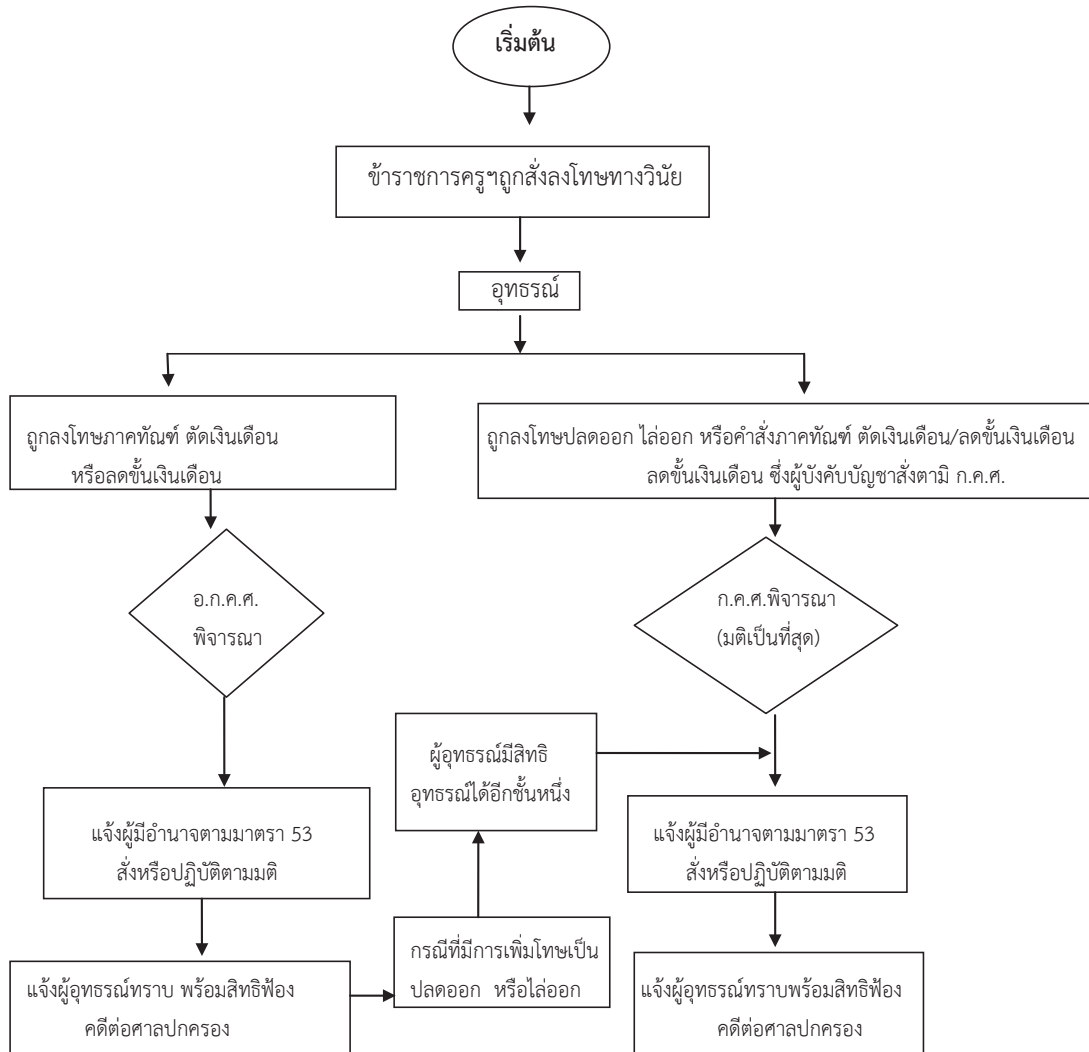 เริ่มต้น
ข้าราชการครูฯถูกสั่งลงโทษทางวินัย
อุทธรณ์
ถูกลงโทษภาคทัณฑ์ ตัดเงินเดือน
หรือลดขั้นเงินเดือน
ถูกลงโทษปลดออก ไล่ออก หรือคำสั่งภาคทัณฑ์ ตัดเงินเดือน/ลดขั้นเงินเดือน
ลดขั้นเงินเดือน ซึ่งผู้บังคับบัญชาสั่งตามิ ก.ค.ศ.
อ.ก.ค.ศ.
พิจารณา
ก.ค.ศ.พิจารณา
(มติเป็นที่สุด)
ผู้อุทธรณ์มีสิทธิ
อุทธรณ์ได้อีกชั้นหนึ่ง
แจ้งผู้มีอำนาจตามมาตรา 53
สั่งหรือปฏิบัติตามมติ
แจ้งผู้มีอำนาจตามมาตรา 53
สั่งหรือปฏิบัติตามมติ
แจ้งผู้อุทธรณ์ทราบ พร้อมสิทธิฟ้อง
คดีต่อศาลปกครอง
กรณีที่มีการเพิ่มโทษเป็น
ปลดออก หรือไล่ออก
แจ้งผู้อุทธรณ์ทราบพร้อมสิทธิฟ้อง
คดีต่อศาลปกครอง